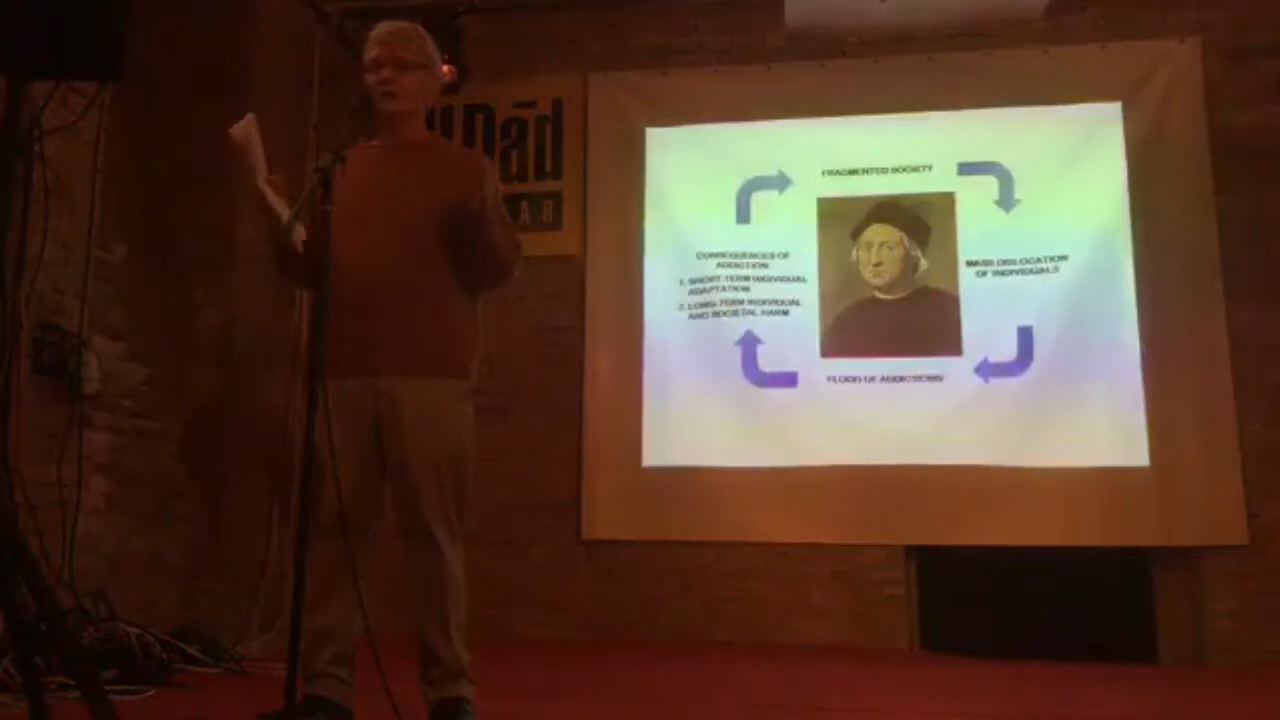 FRAGMENTED SOCIETY
CONSEQUENCES OF
ADDICTION:
1. SHORT-TERM INDIVIDUAL
ADAPTATION
2. LONG-TERM INDIVIDUAL
AND SOCIETAL HARM
MASS DISLOCATION
OF INDIVIDUALS
FLOOD OF ADDICTIONS